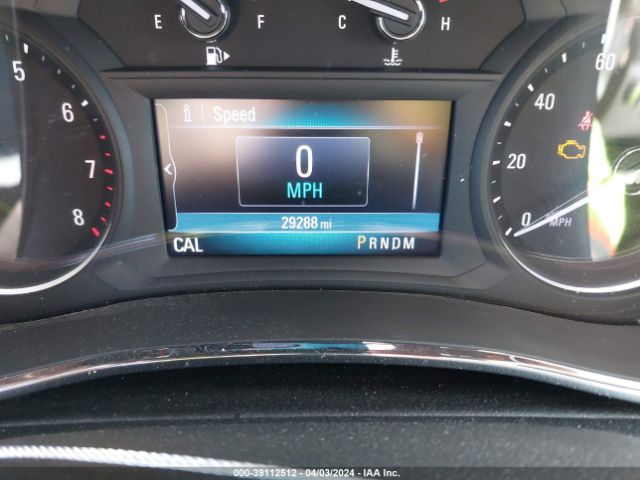 E F
C H
5
6
7
8
i Speed
0
MPH
29288 mi
CAL PRNDM
60
40
20
0
MPH
000-39112512 - 04/03/2024 - IAA Inc.